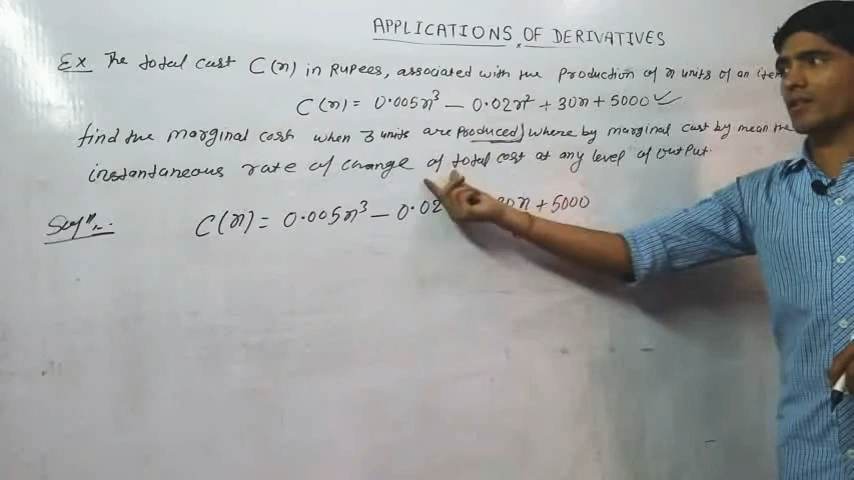 APPLICATIONS OF DERIVATIVES
Ex The total cost C(x) in Rupees, associated with the production of x units of an item
C(x) = 0.005x³ - 0.02x² + 30x + 5000 ✓
find the marginal cost when 3 units are produced, where by marginal cost by mean the
instantaneous rate of change of total cost at any level of output.
C(x) = 0.005x³ - 0.02 30x + 5000